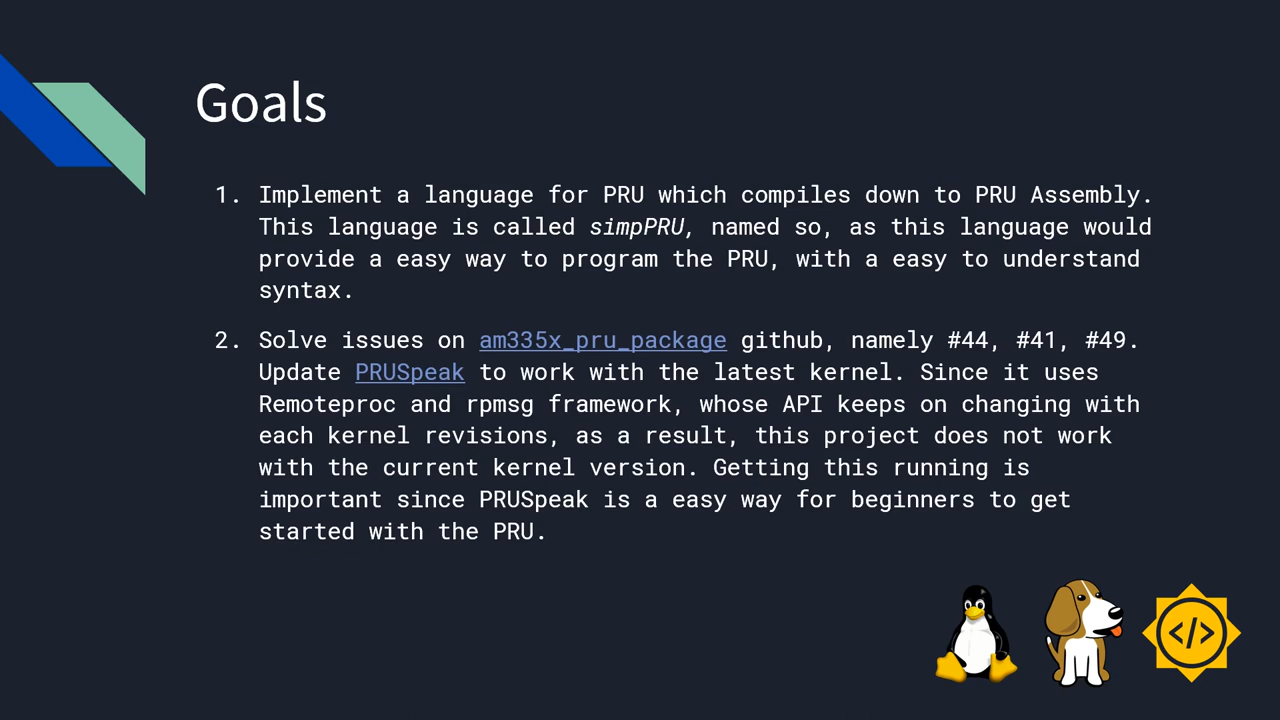 Goals
1. Implement a language for PRU which compiles down to PRU Assembly.
This language is called simpPRU, named so, as this language would
provide a easy way to program the PRU, with a easy to understand
syntax.
2. Solve issues on am335x_pru_package github, namely #44, #41, #49.
Update PRUSpeak to work with the latest kernel. Since it uses
Remoteproc and rpmsg framework, whose API keeps on changing with
each kernel revisions, as a result, this project does not work
with the current kernel version. Getting this running is
important since PRUSpeak is a easy way for beginners to get
started with the PRU.
</>